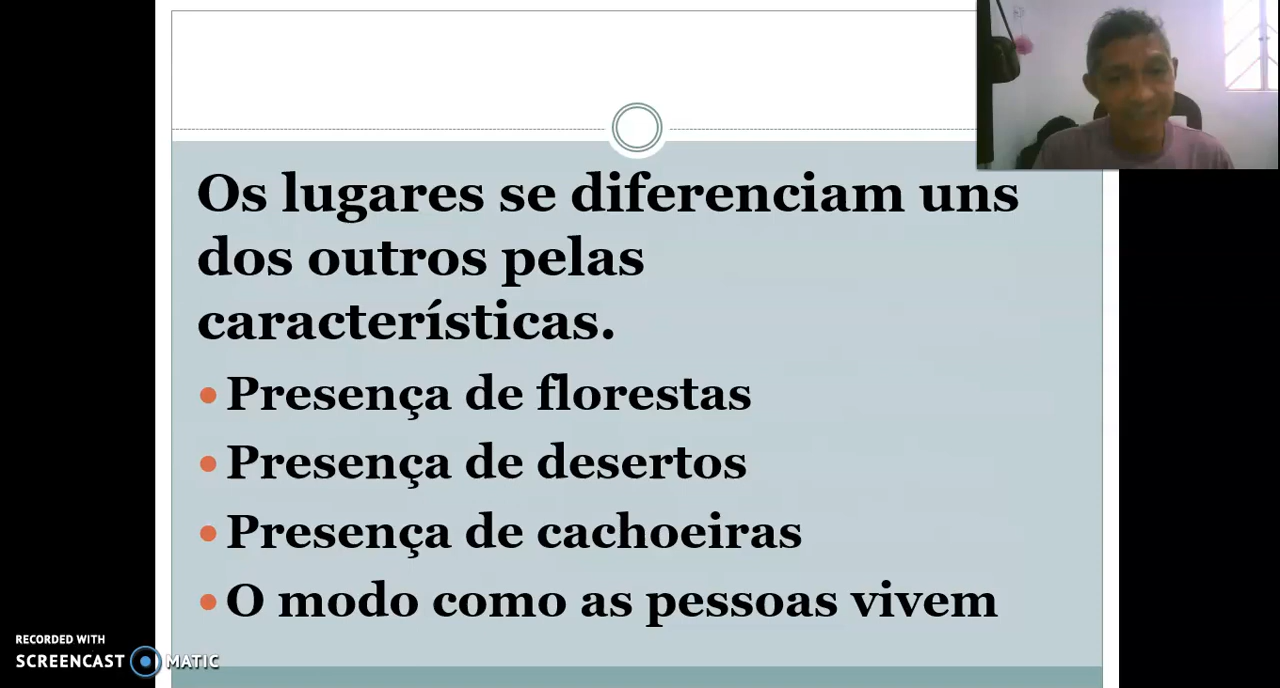 Os lugares se diferenciam uns
dos outros pelas
características.
Presença de florestas
Presença de desertos
Presença de cachoeiras
O modo como as pessoas vivem
RECORDED WITH
SCREENCAST MATIC